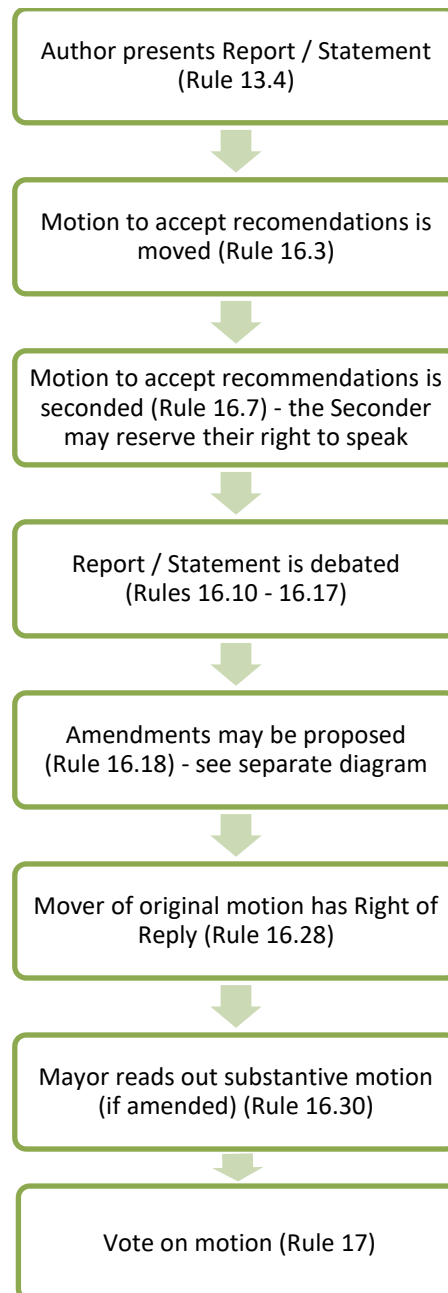 Author presents Report / Statement
(Rule 13.4)
Motion to accept recomendations is
moved (Rule 16.3)
Motion to accept recommendations is
seconded (Rule 16.7) - the Seconder
may reserve their right to speak
Report / Statement is debated
(Rules 16.10 - 16.17)
Amendments may be proposed
(Rule 16.18) - see separate diagram
Mover of original motion has Right of
Reply (Rule 16.28)
Mayor reads out substantive motion
(if amended) (Rule 16.30)
Vote on motion (Rule 17)